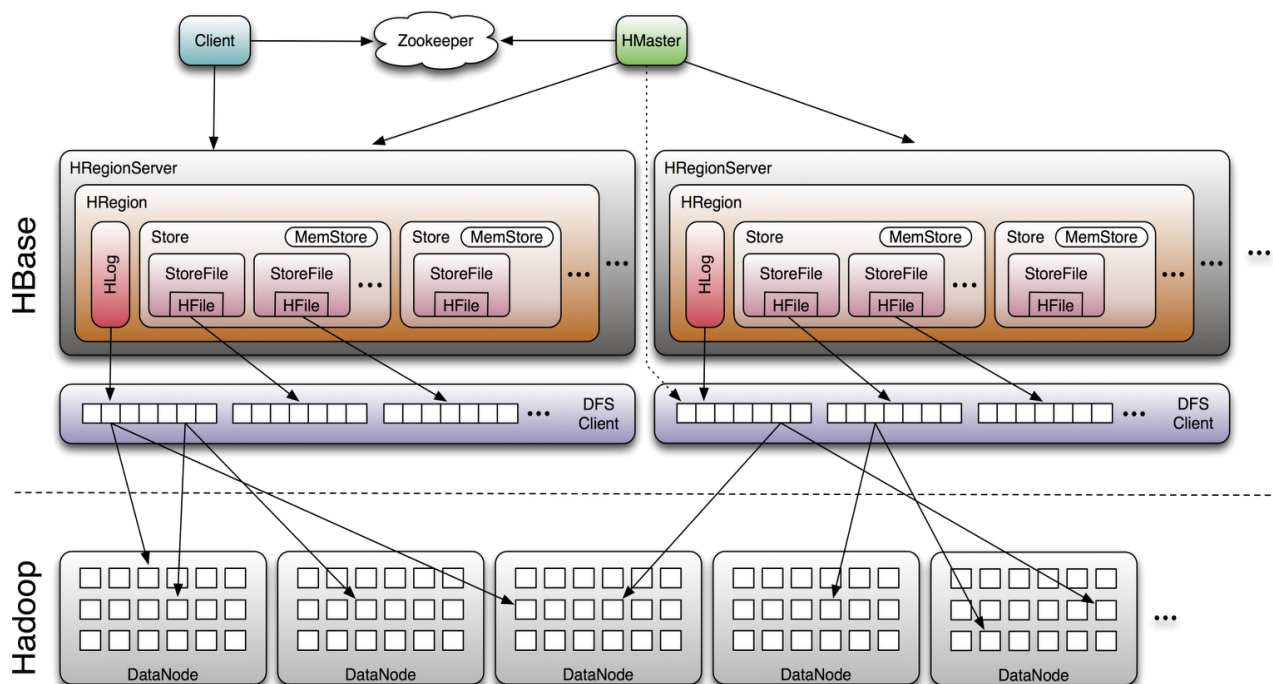 Client
Zookeeper
HMaster
HBase
HRegionServer
HRegion
HLog
Store
MemStore
StoreFile
HFile
StoreFile
HFile
...
Store
MemStore
StoreFile
HFile
...
...
HRegionServer
HRegion
HLog
Store
MemStore
StoreFile
HFile
StoreFile
HFile
...
Store
MemStore
StoreFile
HFile
...
...
...
...
DFS
Client
...
DFS
Client
Hadoop
DataNode
DataNode
DataNode
DataNode
DataNode
...